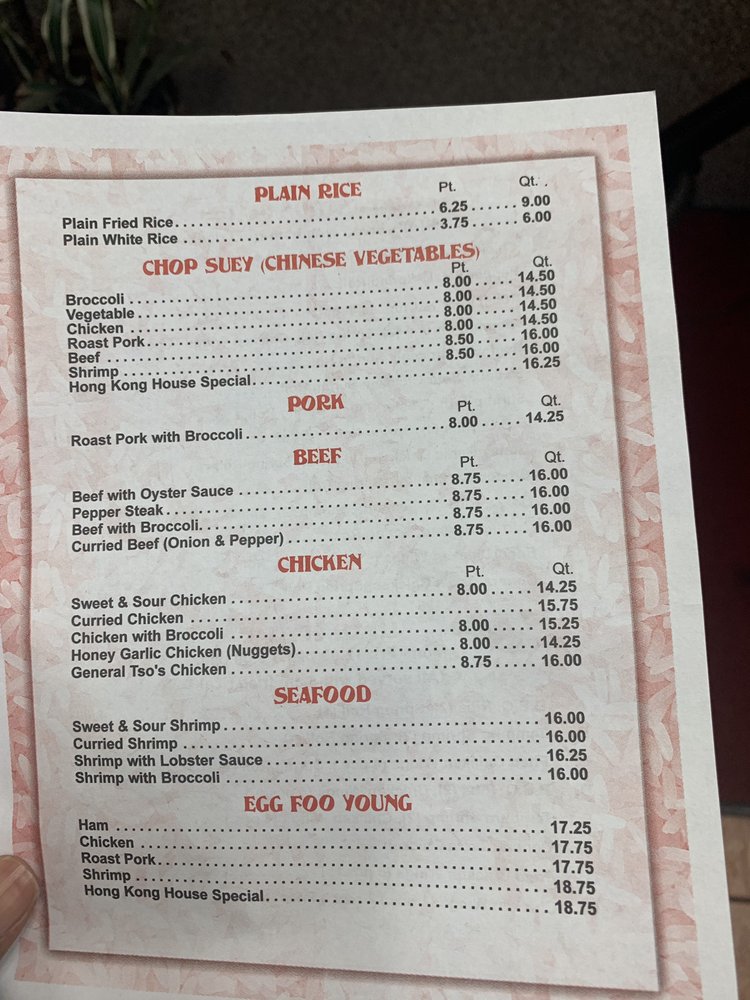 PLAIN RICE Pt. Qt.
Plain Fried Rice 6.25 9.00
Plain White Rice 3.75 6.00
CHOP SUEY (CHINESE VEGETABLES)
Pt. Qt.
Broccoli 8.00 14.50
Vegetable 8.00 14.50
Chicken 8.00 14.50
Roast Pork 8.00 14.50
Beef 8.50 16.00
Shrimp 8.50 16.00
Hong Kong House Special 16.25
PORK Pt. Qt.
Roast Pork with Broccoli 8.00 14.25
BEEF Pt. Qt.
Beef with Oyster Sauce 8.75 16.00
Pepper Steak 8.75 16.00
Beef with Broccoli 8.75 16.00
Curried Beef (Onion & Pepper) 8.75 16.00
CHICKEN Pt. Qt.
Sweet & Sour Chicken 8.00 14.25
Curried Chicken 15.75
Chicken with Broccoli 8.00 15.25
Honey Garlic Chicken (Nuggets) 8.00 14.25
General Tso's Chicken 8.75 16.00
SEAFOOD
Sweet & Sour Shrimp 16.00
Curried Shrimp 16.00
Shrimp with Lobster Sauce 16.25
Shrimp with Broccoli 16.00
EGG FOO YOUNG
Ham 17.25
Chicken 17.75
Roast Pork 17.75
Shrimp 18.75
Hong Kong House Special 18.75